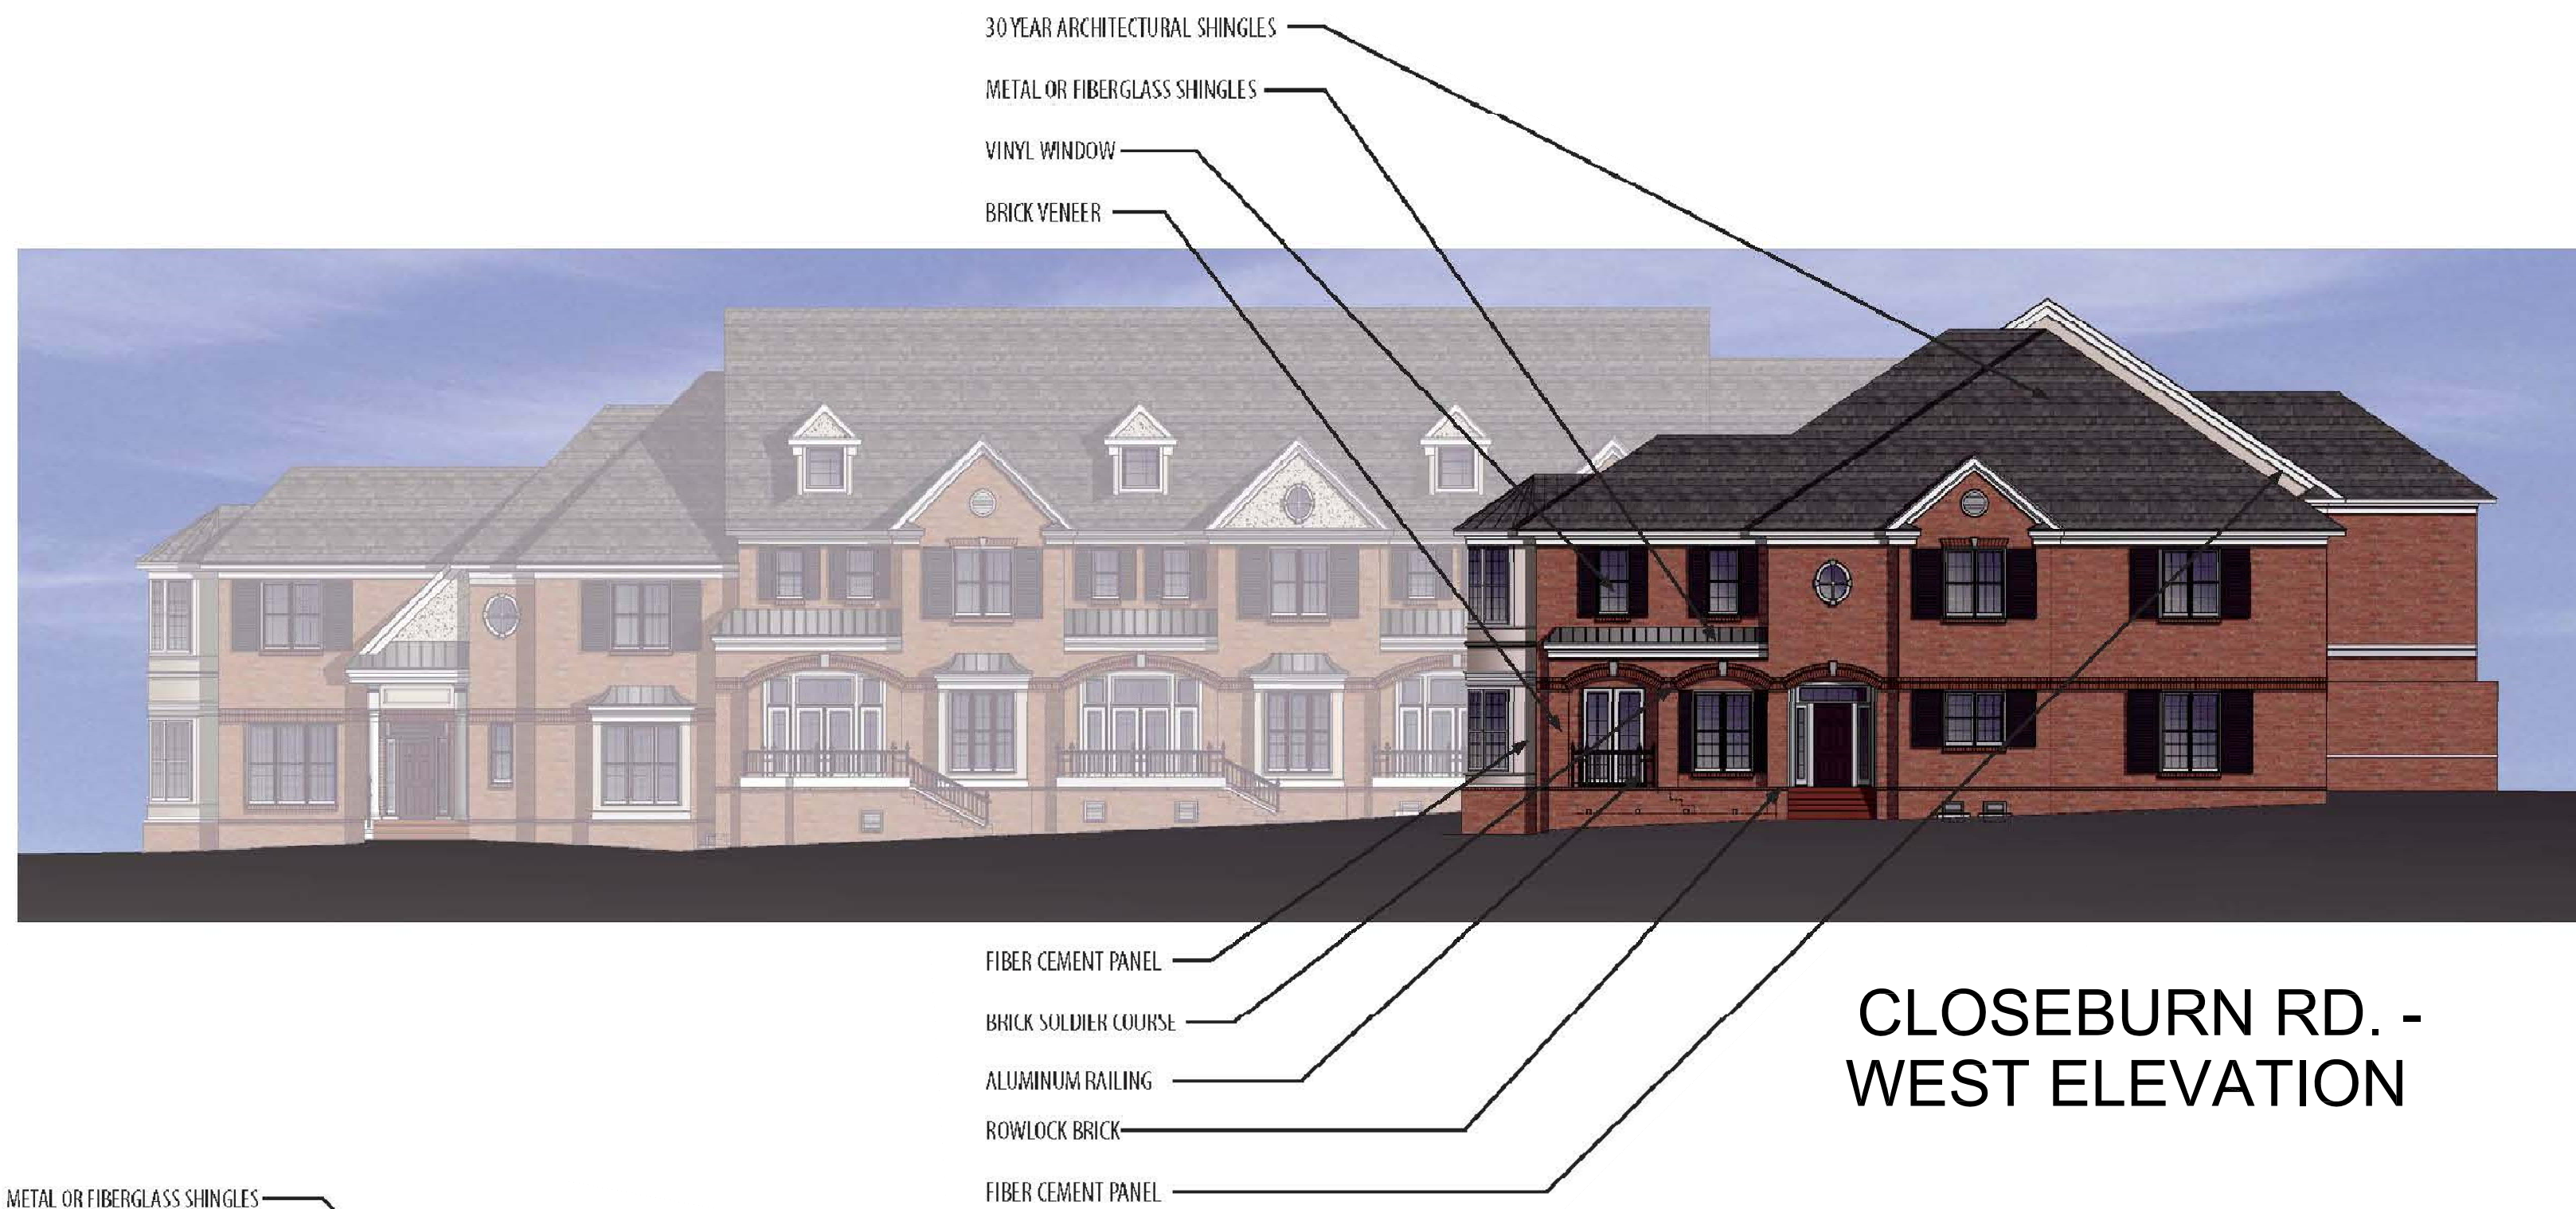 30 YEAR ARCHITECTURAL SHINGLES
METAL OR FIBERGLASS SHINGLES
VINYL WINDOW
BRICK VENEER
FIBER CEMENT PANEL
BRICK SOLDIER COURSE
ALUMINUM RAILING
ROWLOCK BRICK
FIBER CEMENT PANEL
CLOSEBURN RD. -
WEST ELEVATION
METAL OR FIBERGLASS SHINGLES